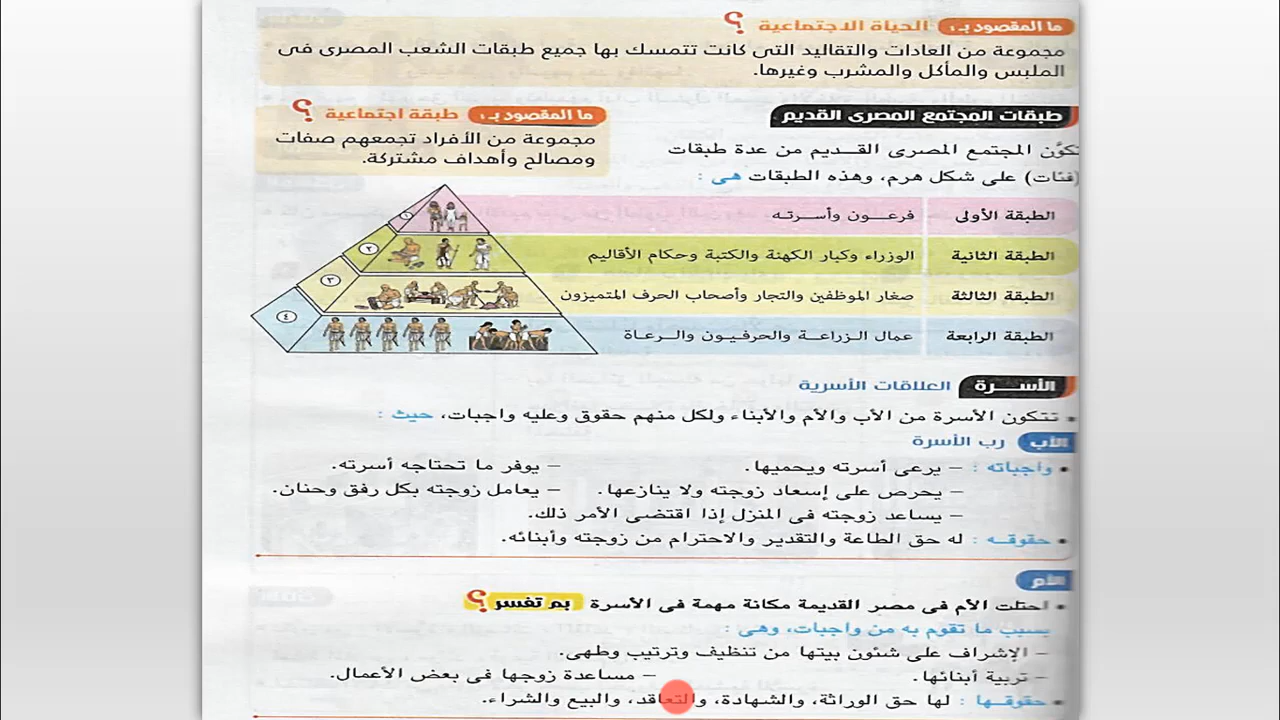 ما المقصود بـ : الحياة الاجتماعية ؟
مجموعة من العادات والتقاليد التى كانت تتمسك بها جميع طبقات الشعب المصرى فى
الملبس والمأكل والمشرب وغيرها.
طبقات المجتمع المصرى القديم
تكوَّن المجتمع المصرى القديم من عدة طبقات
(فئات) على شكل هرم، وهذه الطبقات هى :
ما المقصود بـ : طبقة اجتماعية ؟
مجموعة من الأفراد تجمعهم صفات
ومصالح وأهداف مشتركة.
الطبقة الأولى فرعون وأسرته ١
الطبقة الثانية الوزراء وكبار الكهنة والكتبة وحكام الأقاليم ٢
الطبقة الثالثة صغار الموظفين والتجار وأصحاب الحرف المتميزون ٣
الطبقة الرابعة عمال الزراعة والحرفيون والرعاة ٤
الأسرة العلاقات الأسرية
• تتكون الأسرة من الأب والأم والأبناء ولكل منهم حقوق وعليه واجبات، حيث :
الأب رب الأسرة
• واجباته : – يرعى أسرته ويحميها. – يوفر ما تحتاجه أسرته.
– يحرص على إسعاد زوجته ولا ينازعها. – يعامل زوجته بكل رفق وحنان.
– يساعد زوجته فى المنزل إذا اقتضى الأمر ذلك.
• حقوقه : له حق الطاعة والتقدير والاحترام من زوجته وأبنائه.
الأم
• احتلت الأم فى مصر القديمة مكانة مهمة فى الأسرة بم تفسر ؟
بسبب ما تقوم به من واجبات، وهى :
– الإشراف على شئون بيتها من تنظيف وترتيب وطهى.
– تربية أبنائها. – مساعدة زوجها فى بعض الأعمال.
• حقوقها : لها حق الوراثة، والشهادة، والتعاقد، والبيع والشراء.